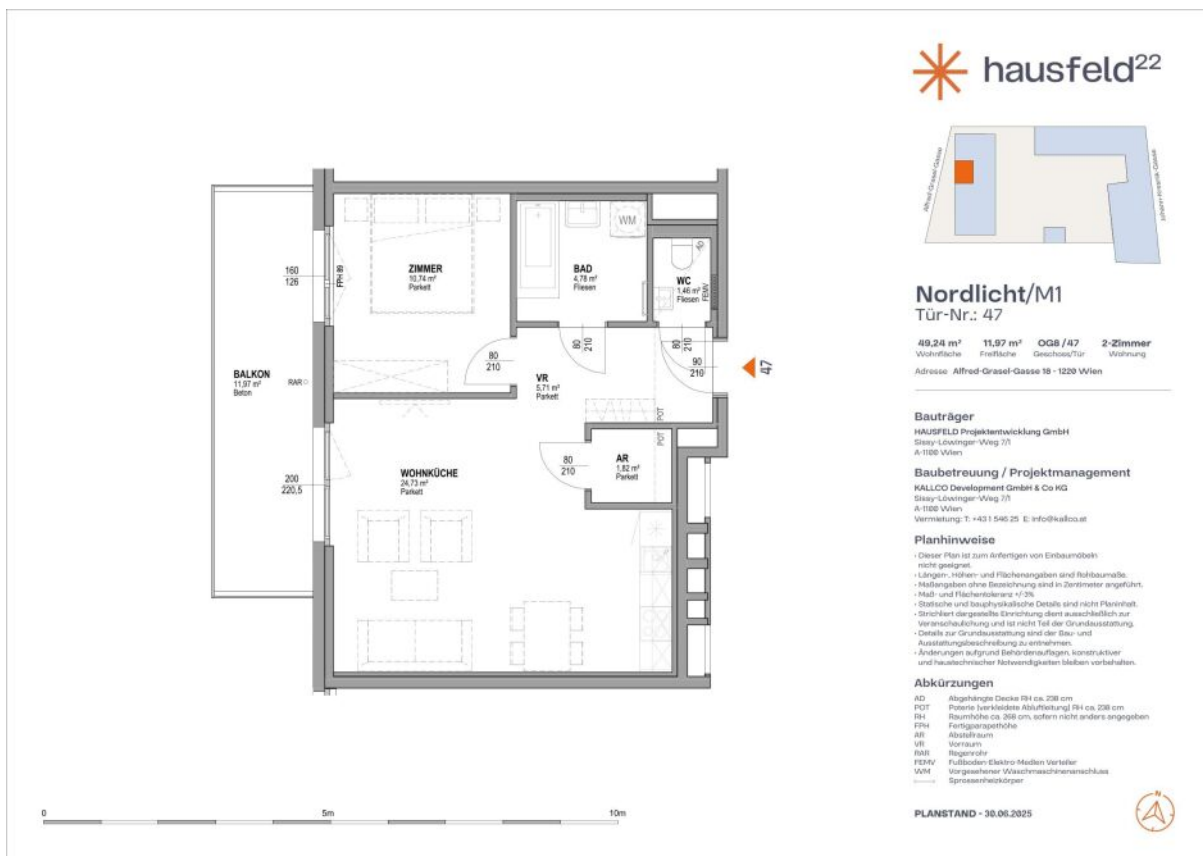 hausfeld²²
Alfred-Grasel-Gasse
Nordlicht/M1
Tür-Nr.: 47
49,24 m² 11,97 m² OG8 / 47 2-Zimmer
Wohnfläche Freifläche Geschoss/Tür Wohnung
Adresse Alfred-Grasel-Gasse 18 - 1220 Wien
Bauträger
HAUSFELD Projektentwicklung GmbH
Sissy-Löwinger-Weg 7/1
A-1100 Wien
Baubetreuung / Projektmanagement
KALLCO Development GmbH & Co KG
Sissy-Löwinger-Weg 7/1
A-1100 Wien
Vermietung: T: +43 1 546 25 E: info@kallco.at
Planhinweise
• Dieser Plan ist zum Anfertigen von Einbaumöbeln
nicht geeignet.
• Längen-, Höhen- und Flächenangaben sind Rohbaumaße.
• Maßangaben ohne Bezeichnung sind in Zentimeter angeführt.
• Maß- und Flächentoleranz +/-3%
• Statische und bauphysikalische Details sind nicht Planinhalt.
• Strichliert dargestellte Einrichtung dient ausschließlich zur
Veranschaulichung und ist nicht Teil der Grundausstattung.
• Details zur Grundausstattung sind der Bau- und
Ausstattungsbeschreibung zu entnehmen.
• Änderungen aufgrund Behördenauflagen, konstruktiver
und haustechnischer Notwendigkeiten bleiben vorbehalten.
Abkürzungen
AD Abgehängte Decke RH ca. 238 cm
POT Poterie (verkleidete Abluftleitung) RH ca. 238 cm
RH Raumhöhe ca. 268 cm, sofern nicht anders angegeben
FPH Fertigparapethöhe
AR Abstellraum
VR Vorraum
RAR Regenrohr
FEMV Fußboden-Elektro-Medien Verteiler
WM Vorgesehener Waschmaschinenanschluss
Sprossenheizkörper
PLANSTAND - 30.06.2025
N
ZIMMER
10,74 m²
Parkett
BAD
4,78 m²
Fliesen
WM
WC
1,46 m²
Fliesen
AD
FEMV
160
126
FPH 89
80
210
80
210
80
210
90
210
47
BALKON
11,97 m²
Beton
RAR
VR
5,71 m²
Parkett
POT
POT
AR
1,82 m²
Parkett
80
210
WOHNKÜCHE
24,73 m²
Parkett
200
220,5
0 5m 10m